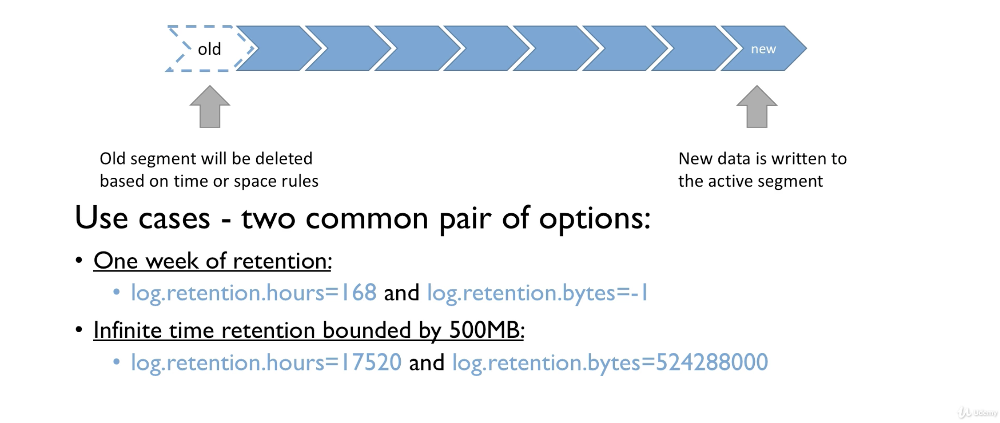 old
new
Old segment will be deleted
based on time or space rules
New data is written to
the active segment
Use cases - two common pair of options:
• One week of retention:
• log.retention.hours=168 and log.retention.bytes=-1
• Infinite time retention bounded by 500MB:
• log.retention.hours=17520 and log.retention.bytes=524288000
Udemy